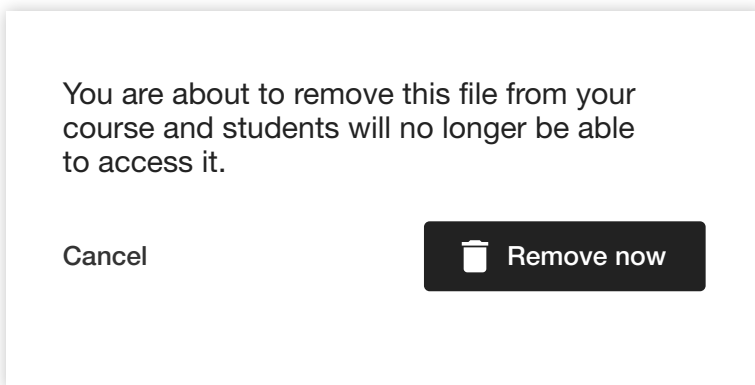 You are about to remove this file from your
course and students will no longer be able
to access it.
Cancel
Remove now